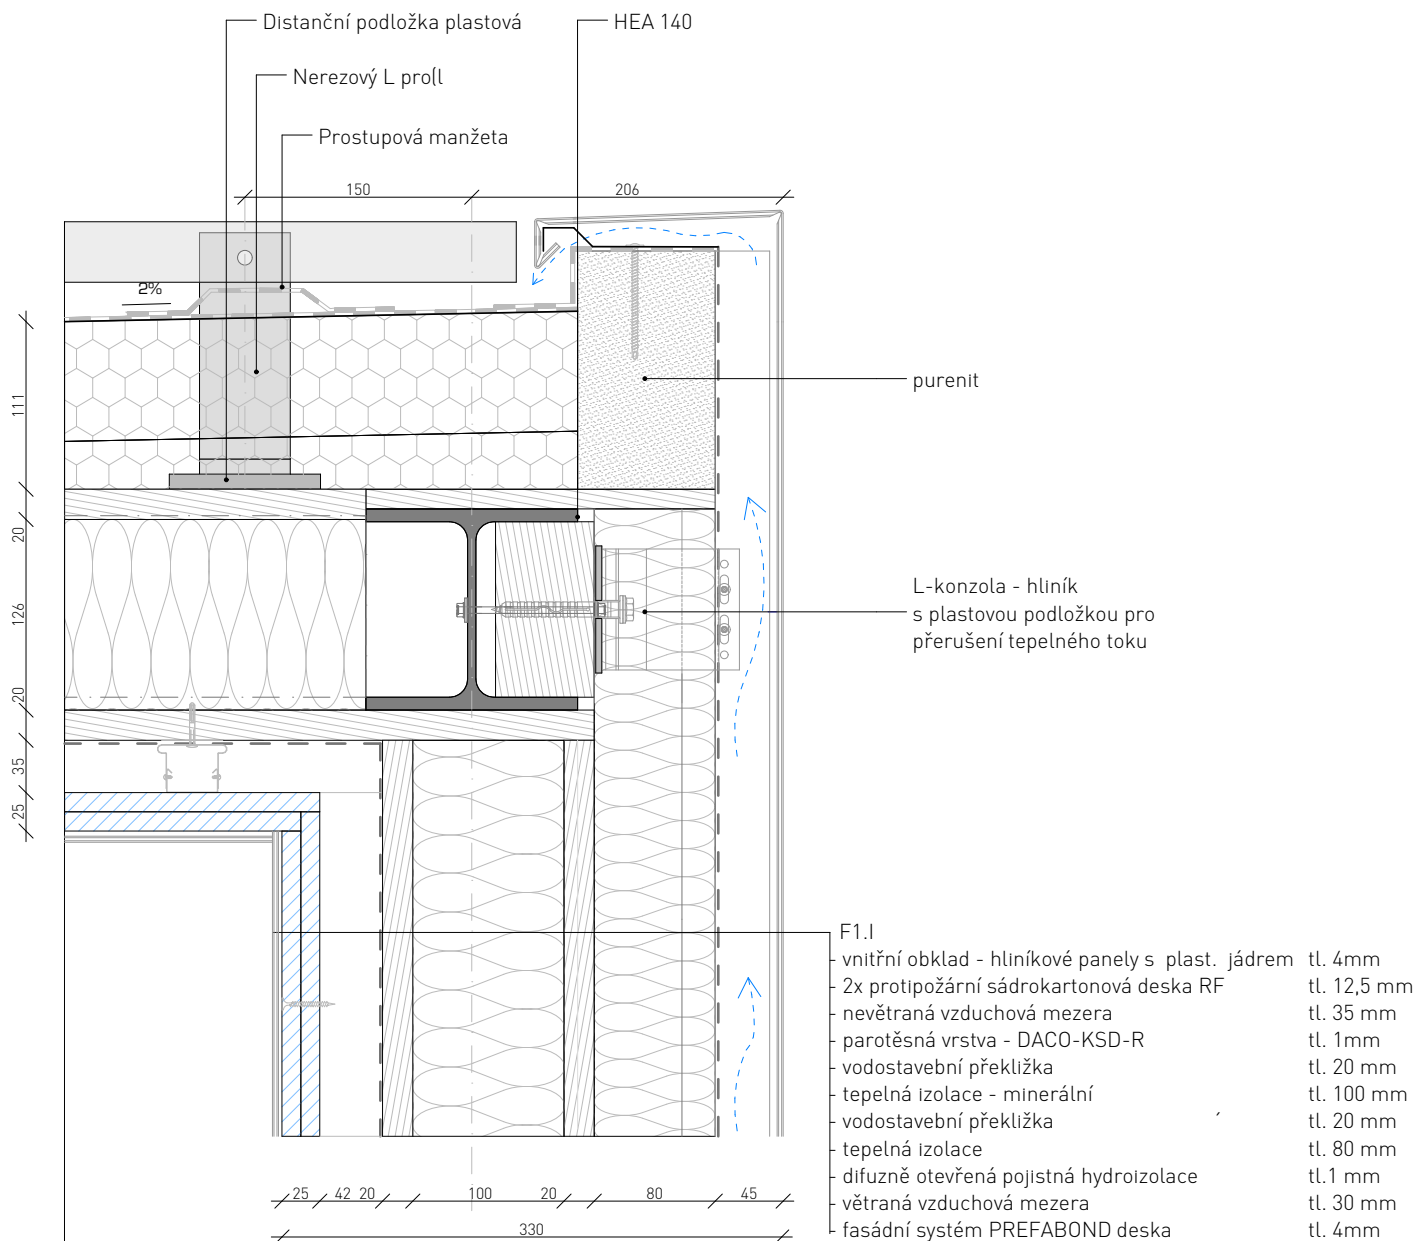 Distanční podložka plastová
HEA 140
Nerezový L pro(l
Prostupová manžeta
150
206
2%
purenit
111
20
126
20
35
25
L-konzola - hliník
s plastovou podložkou pro
přerušení tepelného toku
F1.I
- vnitřní obklad - hliníkové panely s plast. jádrem tl. 4mm
- 2x protipožární sádrokartonová deska RF tl. 12,5 mm
- nevětraná vzduchová mezera tl. 35 mm
- parotěsná vrstva - DACO-KSD-R tl. 1mm
- vodostavební překližka tl. 20 mm
- tepelná izolace - minerální tl. 100 mm
- vodostavební překližka ´ tl. 20 mm
- tepelná izolace tl. 80 mm
- difuzně otevřená pojistná hydroizolace tl.1 mm
- větraná vzduchová mezera tl. 30 mm
- fasádní systém PREFABOND deska tl. 4mm
25 42 20 100 20 80 45
330